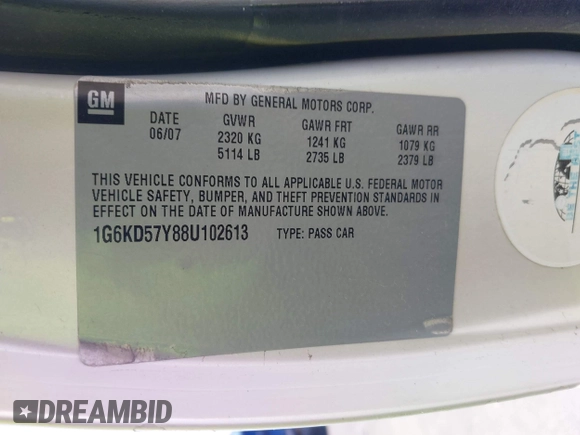 GM
MFD BY GENERAL MOTORS CORP.
DATE GVWR GAWR FRT GAWR RR
06/07 2320 KG 1241 KG 1079 KG
5114 LB 2735 LB 2379 LB
THIS VEHICLE CONFORMS TO ALL APPLICABLE U.S. FEDERAL MOTOR
VEHICLE SAFETY, BUMPER, AND THEFT PREVENTION STANDARDS IN
EFFECT ON THE DATE OF MANUFACTURE SHOWN ABOVE.
1G6KD57Y88U102613 TYPE: PASS CAR
DREAMBID